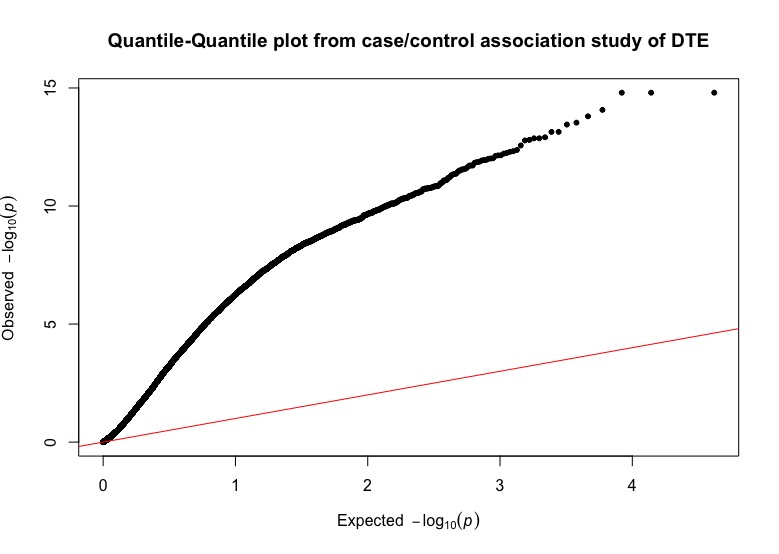 Quantile-Quantile plot from case/control association study of DTE
15
10
5
0
Observed −log10(p)
0 1 2 3 4
Expected −log10(p)